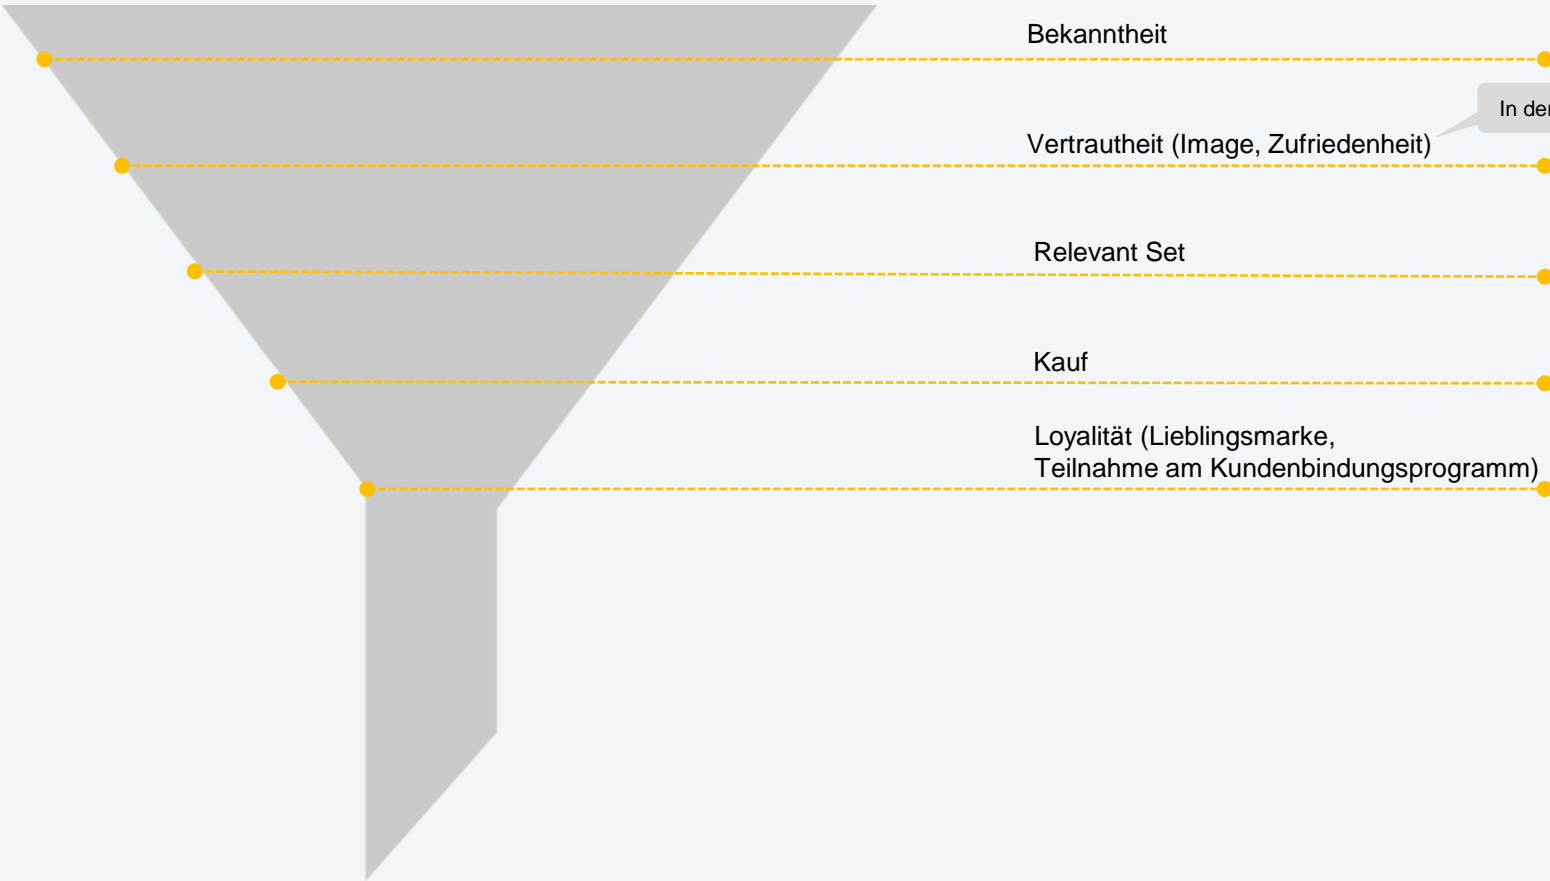 Bekanntheit
In der
Vertrautheit (Image, Zufriedenheit)
Relevant Set
Kauf
Loyalität (Lieblingsmarke,
Teilnahme am Kundenbindungsprogramm)